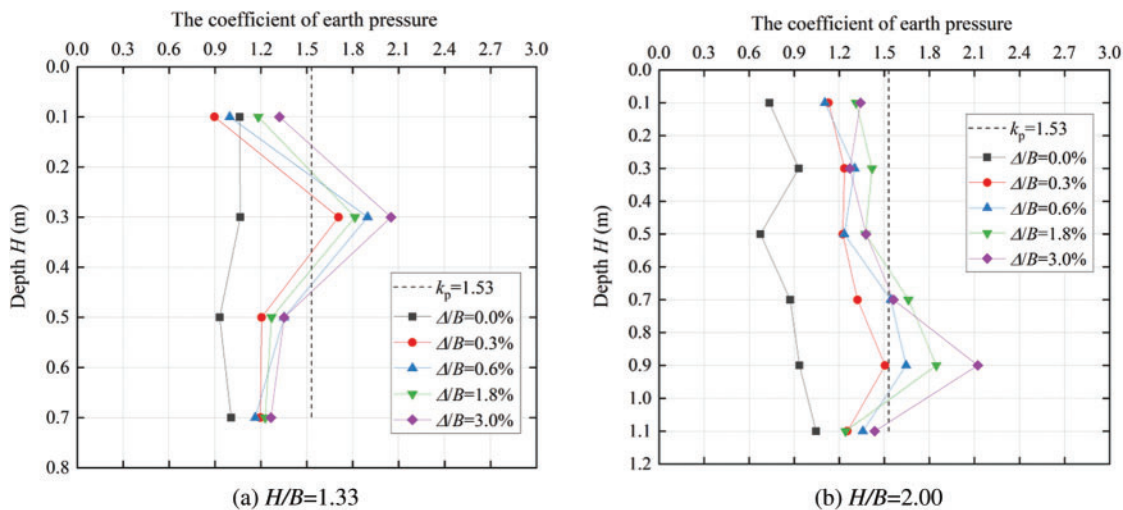 The coefficient of earth pressure
0.0 0.3 0.6 0.9 1.2 1.5 1.8 2.1 2.4 2.7 3.0
0.0
0.1
0.2
0.3
0.4
0.5
0.6
0.7
0.8
Depth H (m)
kp=1.53
Δ/B=0.0%
Δ/B=0.3%
Δ/B=0.6%
Δ/B=1.8%
Δ/B=3.0%
(a) H/B=1.33
The coefficient of earth pressure
0.0 0.3 0.6 0.9 1.2 1.5 1.8 2.1 2.4 2.7 3.0
0.0
0.1
0.2
0.3
0.4
0.5
0.6
0.7
0.8
0.9
1.0
1.1
1.2
Depth H (m)
kp=1.53
Δ/B=0.0%
Δ/B=0.3%
Δ/B=0.6%
Δ/B=1.8%
Δ/B=3.0%
(b) H/B=2.00